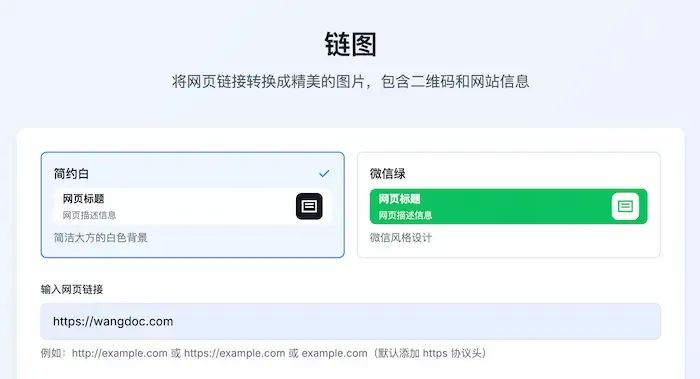 链图
将网页链接转换成精美的图片，包含二维码和网站信息
简约白
网页标题
网页描述信息
简洁大方的白色背景
微信绿
网页标题
网页描述信息
微信风格设计
输入网页链接
https://wangdoc.com
例如：http://example.com 或 https://example.com 或 example.com（默认添加 https 协议头）